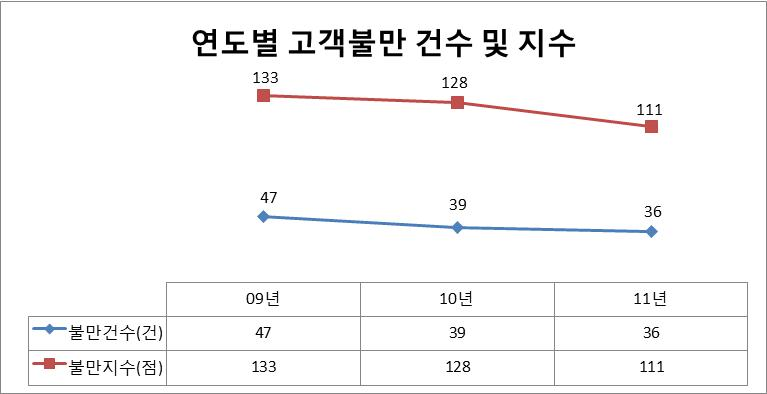 연도별 고객불만 건수 및 지수
133
128
111
47
39
36
09년 10년 11년
불만건수(건) 47 39 36
불만지수(점) 133 128 111